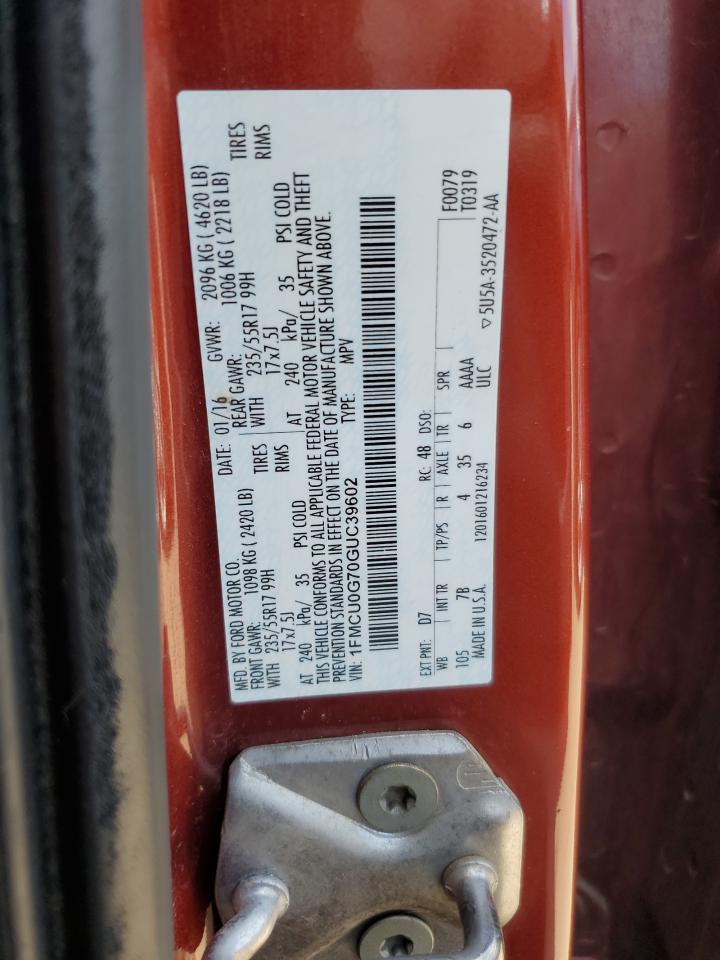 MFD. BY FORD MOTOR CO. DATE: 01/16 GVWR: 2096 KG ( 4620 LB)
FRONT GAWR: 1098 KG ( 2420 LB) REAR GAWR: 1006 KG ( 2218 LB)
WITH 235/55R17 99H TIRES WITH 235/55R17 99H TIRES
17x7.5J RIMS 17x7.5J RIMS
AT 240 kPa/ 35 PSI COLD AT 240 kPa/ 35 PSI COLD
THIS VEHICLE CONFORMS TO ALL APPLICABLE FEDERAL MOTOR VEHICLE SAFETY AND THEFT
PREVENTION STANDARDS IN EFFECT ON THE DATE OF MANUFACTURE SHOWN ABOVE.
VIN: 1FMCU0G70GUC39602 TYPE: MPV
EXT PNT: D7 RC: 48 DSO: F0079
WB INT TR TP/PS R AXLE TR SPR T0319
105 7B 4 35 6 AAAA
MADE IN U.S.A. 1201601216234 ULC ▽5U5A-3520472-AA